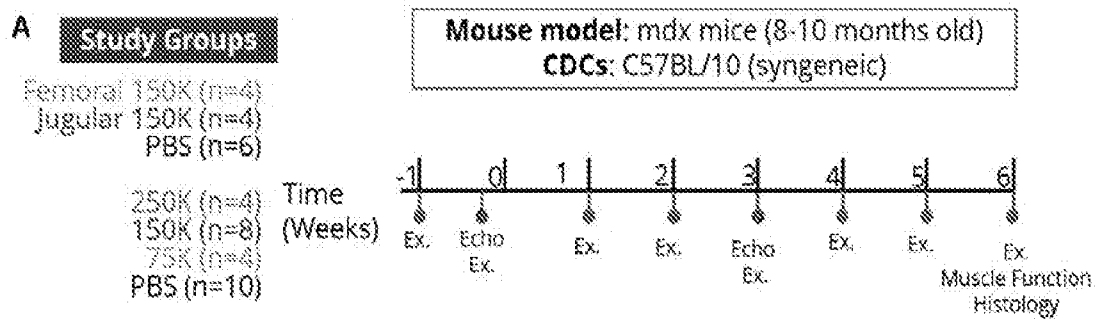 A
Study Groups
Femoral 150K (n=4)
Jugular 150K (n=4)
PBS (n=6)
250K (n=4)
150K (n=8)
75K (n=4)
PBS (n=10)
Mouse model: mdx mice (8-10 months old)
CDCs: C57BL/10 (syngeneic)
Time
(Weeks)
-1 0 1 2 3 4 5 6
Ex. Echo Ex. Ex. Echo Ex. Ex. Ex.
Ex. Ex. Muscle Function
Histology